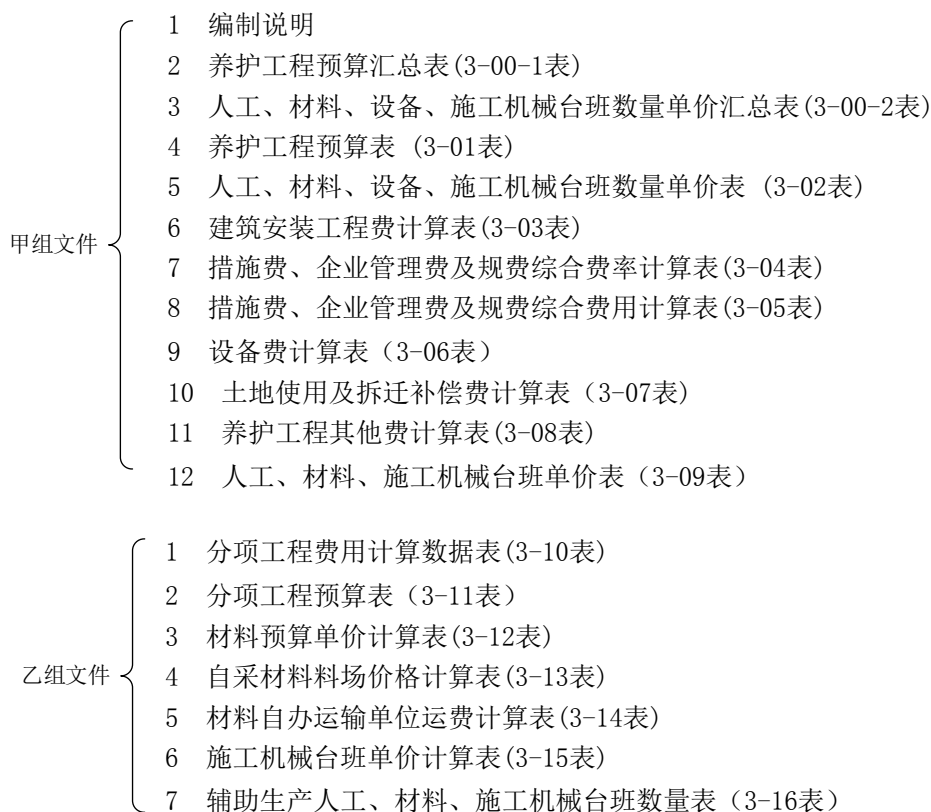 甲组文件
1 编制说明
2 养护工程预算汇总表(3-00-1表)
3 人工、材料、设备、施工机械台班数量单价汇总表(3-00-2表)
4 养护工程预算表 (3-01表)
5 人工、材料、设备、施工机械台班数量单价表 (3-02表)
6 建筑安装工程费计算表(3-03表)
7 措施费、企业管理费及规费综合费率计算表(3-04表)
8 措施费、企业管理费及规费综合费用计算表(3-05表)
9 设备费计算表（3-06表）
10 土地使用及拆迁补偿费计算表（3-07表)
11 养护工程其他费计算表(3-08表)
12 人工、材料、施工机械台班单价表（3-09表）
乙组文件
1 分项工程费用计算数据表(3-10表)
2 分项工程预算表（3-11表）
3 材料预算单价计算表(3-12表)
4 自采材料料场价格计算表(3-13表)
5 材料自办运输单位运费计算表(3-14表)
6 施工机械台班单价计算表(3-15表)
7 辅助生产人工、材料、施工机械台班数量表（3-16表）